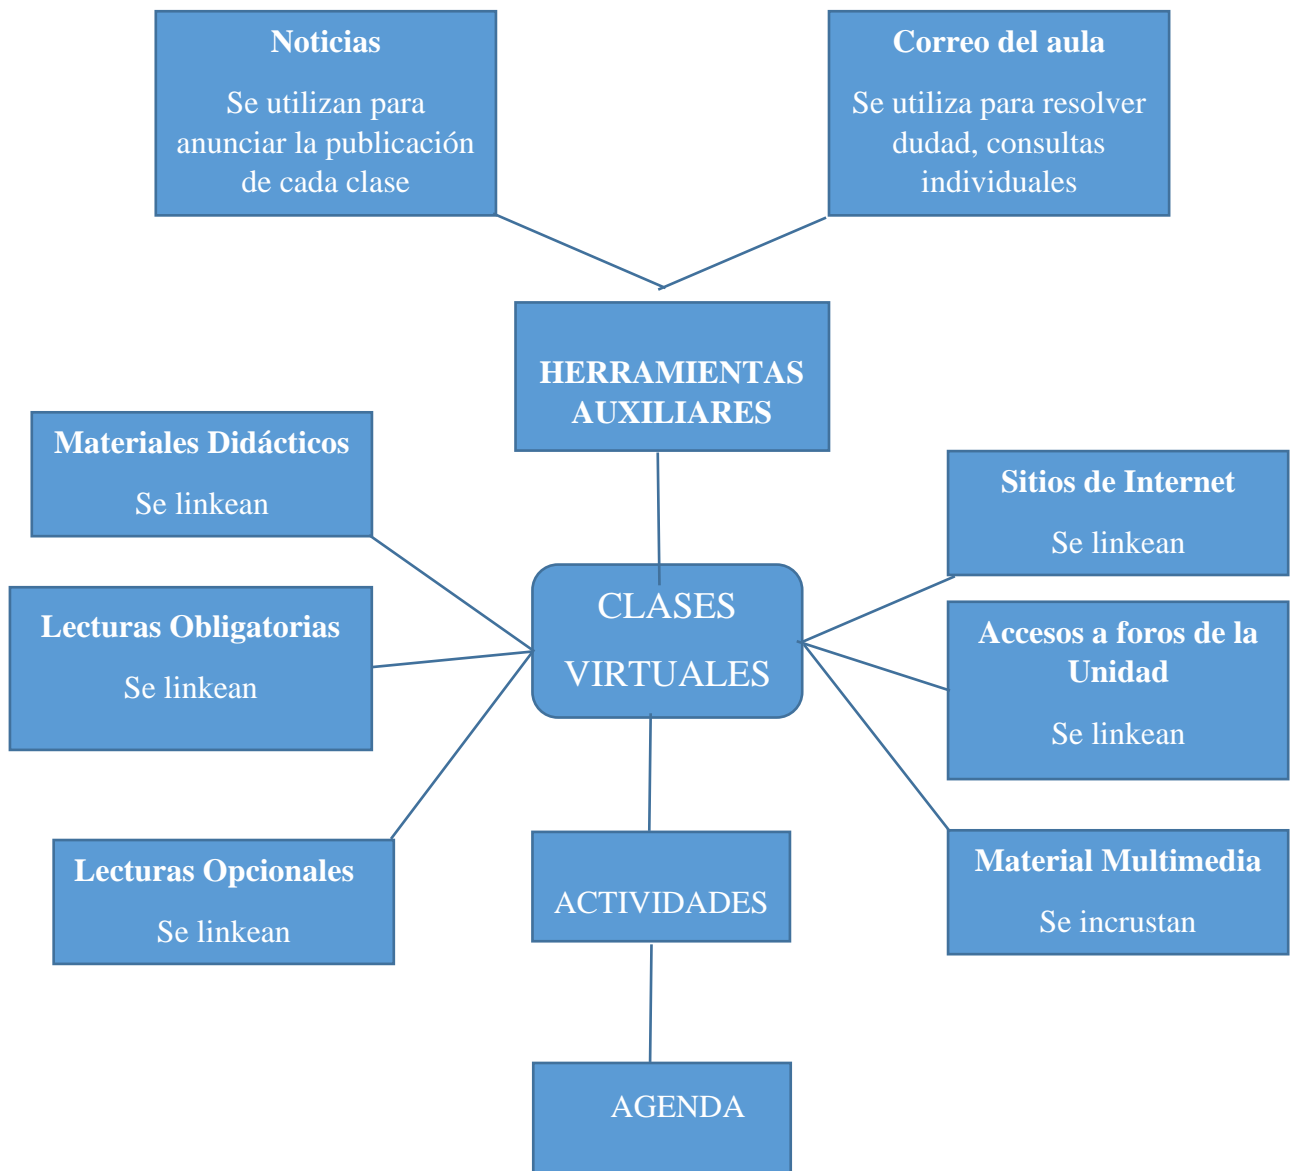 Noticias
Se utilizan para
anunciar la publicación
de cada clase
Correo del aula
Se utiliza para resolver
dudad, consultas
individuales
HERRAMIENTAS
AUXILIARES
Materiales Didácticos
Se linkean
Lecturas Obligatorias
Se linkean
Lecturas Opcionales
Se linkean
CLASES
VIRTUALES
Sitios de Internet
Se linkean
Accesos a foros de la
Unidad
Se linkean
Material Multimedia
Se incrustan
ACTIVIDADES
AGENDA